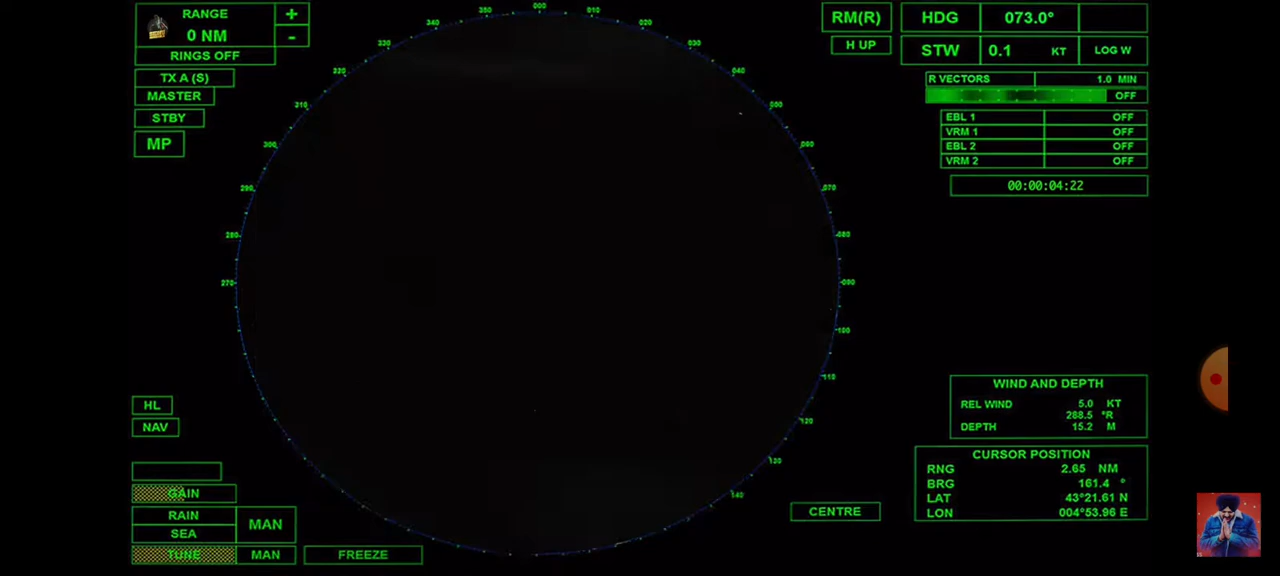 RANGE +
0 NM -
RINGS OFF
TX A (S)
MASTER
STBY
MP
HL
NAV
GAIN
RAIN
SEA
MAN
TUNE MAN
FREEZE
000
010
020
030
040
000
060
070
080
090
100
110
120
130
140
270
280
290
300
310
320
330
340
350
CENTRE
RM(R)
H UP
HDG 073.0°
STW 0.1 KT LOG W
R VECTORS 1.0 MIN
OFF
EBL 1 OFF
VRM 1 OFF
EBL 2 OFF
VRM 2 OFF
00:00:04:22
WIND AND DEPTH
REL WIND 5.0 KT
288.5 °R
DEPTH 15.2 M
CURSOR POSITION
RNG 2.65 NM
BRG 161.4 °
LAT 43°21.61 N
LON 004°53.96 E